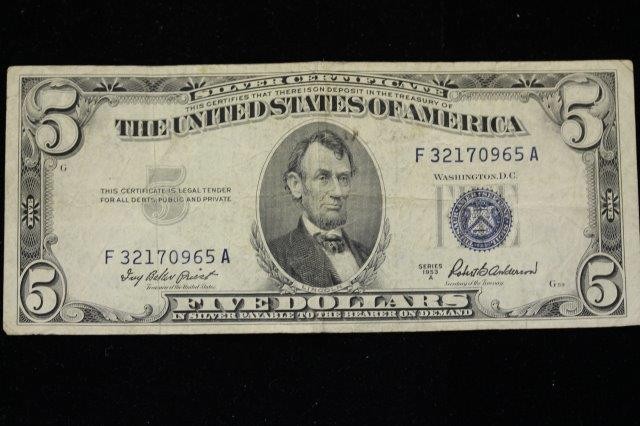 5 SILVER CERTIFICATE 5
THIS CERTIFIES THAT THERE IS ON DEPOSIT IN THE TREASURY OF
THE UNITED STATES OF AMERICA
F 32170965 A
G
WASHINGTON, D.C.
THIS CERTIFICATE IS LEGAL TENDER
FOR ALL DEBTS, PUBLIC AND PRIVATE
5
FIVE
FIVE
F 32170965 A
Ivy Baker Priest
Treasurer of the United States
SERIES
1953
A
Robert B. Anderson
Secretary of the Treasury
LINCOLN
G
5 FIVE DOLLARS 5
IN SILVER PAYABLE TO THE BEARER ON DEMAND